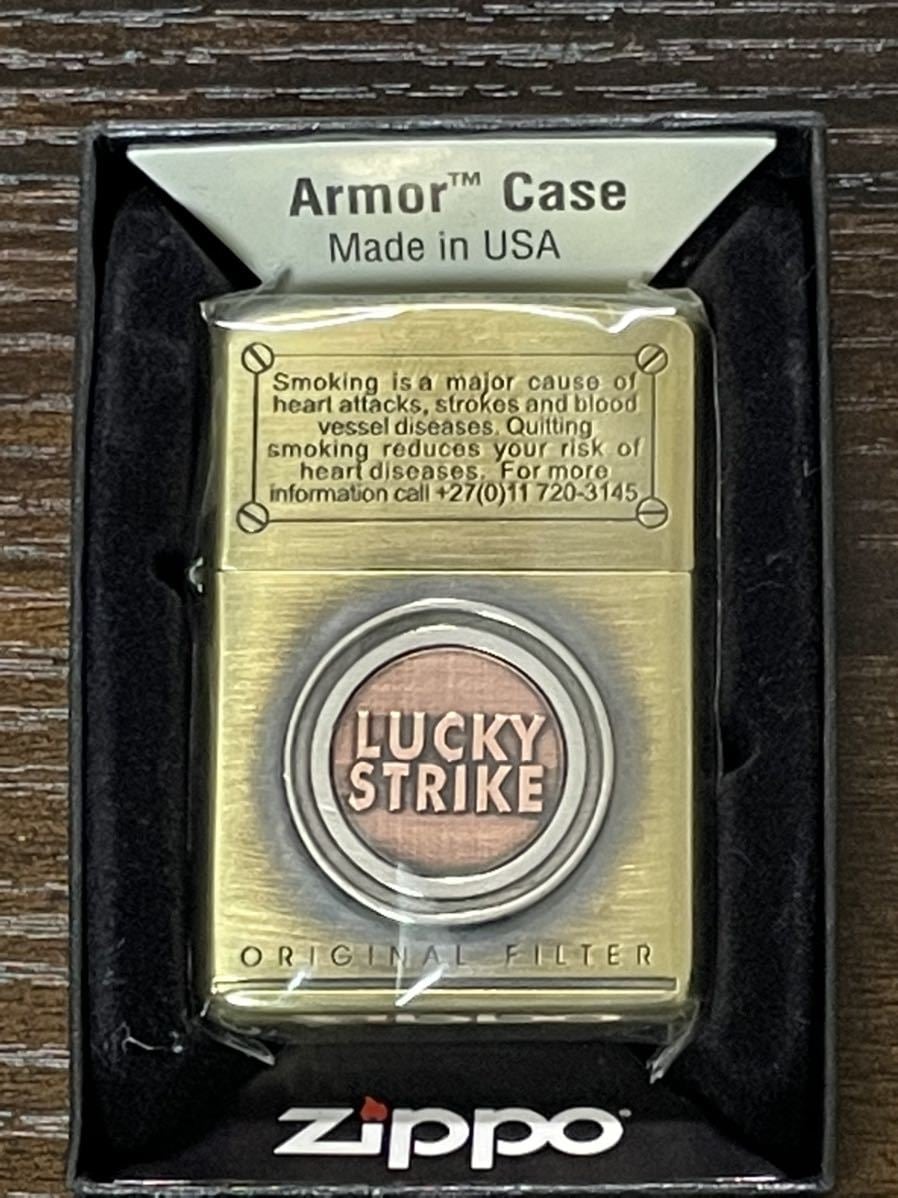 Armor™ Case
Made in USA
Smoking is a major cause of
heart attacks, strokes and blood
vessel diseases. Quitting
smoking reduces your risk of
heart diseases. For more
information call +27(0)11 720-3145
LUCKY
STRIKE
ORIGINAL FILTER
zippo